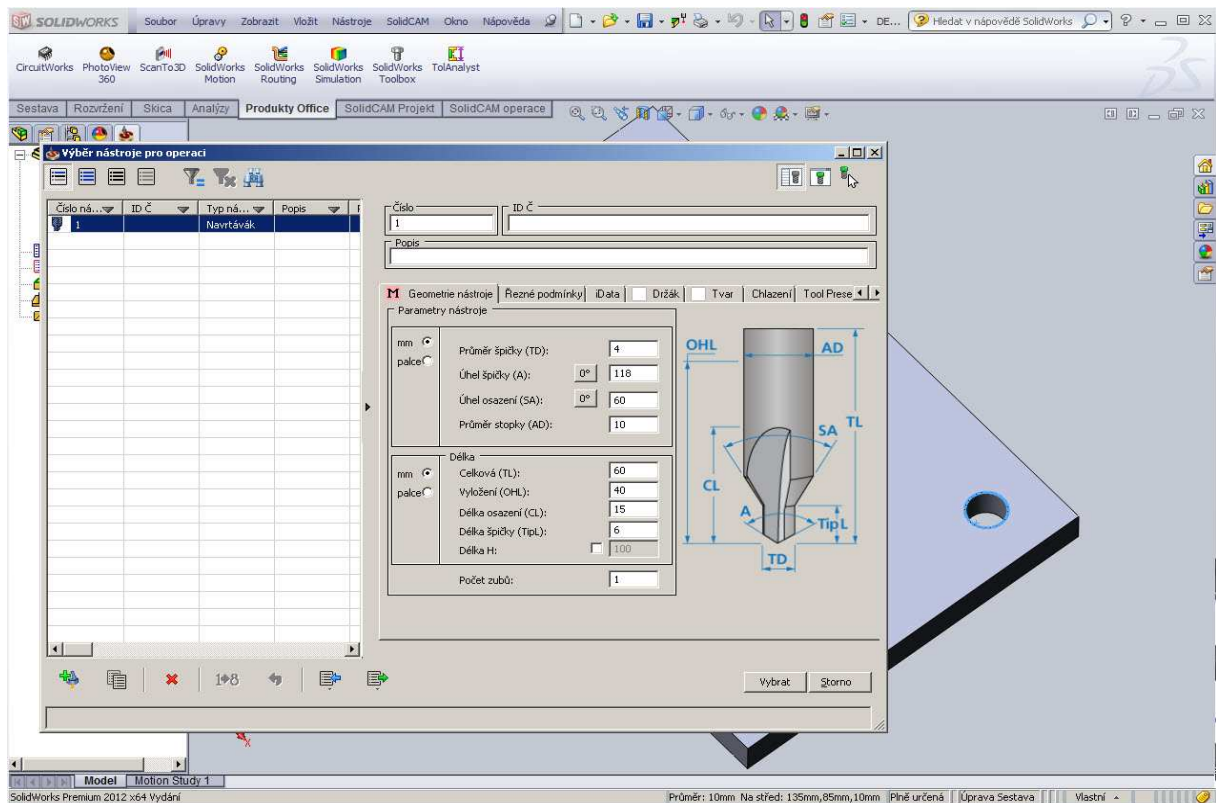 SOLIDWORKS Soubor Úpravy Zobrazit Vložit Nástroje SolidCAM Okno Nápověda DE... Hledat v nápovědě SolidWorks
CircuitWorks PhotoView 360 ScanTo3D SolidWorks Motion SolidWorks Routing SolidWorks Simulation SolidWorks Toolbox TolAnalyst
Sestava Rozvržení Skica Analýzy Produkty Office SolidCAM Projekt SolidCAM operace
Výběr nástroje pro operaci
Číslo ná... ID Č Typ ná... Popis
1 Navrtávák
Číslo ID Č
1
Popis
M Geometrie nástroje Řezné podmínky iData Držák Tvar Chlazení Tool Prese
Parametry nástroje
mm
palce
Průměr špičky (TD): 4
Úhel špičky (A): 0° 118
Úhel osazení (SA): 0° 60
Průměr stopky (AD): 10
Délka
mm
palce
Celková (TL): 60
Vyložení (OHL): 40
Délka osazení (CL): 15
Délka špičky (TipL): 6
Délka H: 100
Počet zubů: 1
OHL AD
SA TL
CL
A TipL
TD
1 8
Vybrat Storno
X
Model Motion Study 1
SolidWorks Premium 2012 x64 Vydání Průměr: 10mm Na střed: 135mm,85mm,10mm Plně určená Úprava Sestava Vlastní